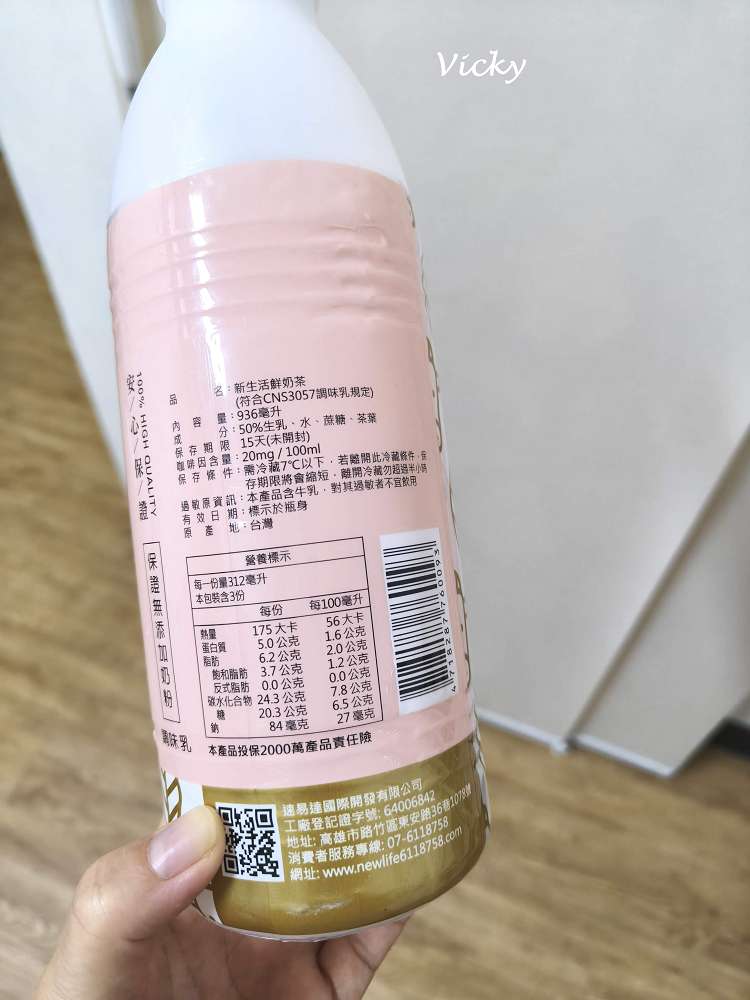 Vicky
安/心/保/證
100% HIGH QUALITY
品名：新生活鮮奶茶
(符合CNS3057調味乳規定)
內容量：936毫升
成分：50%生乳、水、蔗糖、茶葉
保存期限：15天(未開封)
咖啡因含量：20mg / 100ml
保存條件：需冷藏7℃以下，若離開此冷藏條件，保
存期限將會縮短，離開冷藏勿超過半小時
過敏原資訊：本產品含牛乳，對其過敏者不宜飲用
有效日期：標示於瓶身
原產地：台灣
保證無添加奶粉
調味乳
營養標示
每一份量312毫升
本包裝含3份
每份 每100毫升
熱量 175 大卡 56 大卡
蛋白質 5.0 公克 1.6 公克
脂肪 6.2 公克 2.0 公克
飽和脂肪 3.7 公克 1.2 公克
反式脂肪 0.0 公克 0.0 公克
碳水化合物 24.3 公克 7.8 公克
糖 20.3 公克 6.5 公克
鈉 84 毫克 27 毫克
4718287760093
本產品投保2000萬產品責任險
速易達國際開發有限公司
工廠登記證字號: 64006842
地址: 高雄市路竹區東安路36巷107號
消費者服務專線: 07-6118758
網址: www.newlife6118758.com